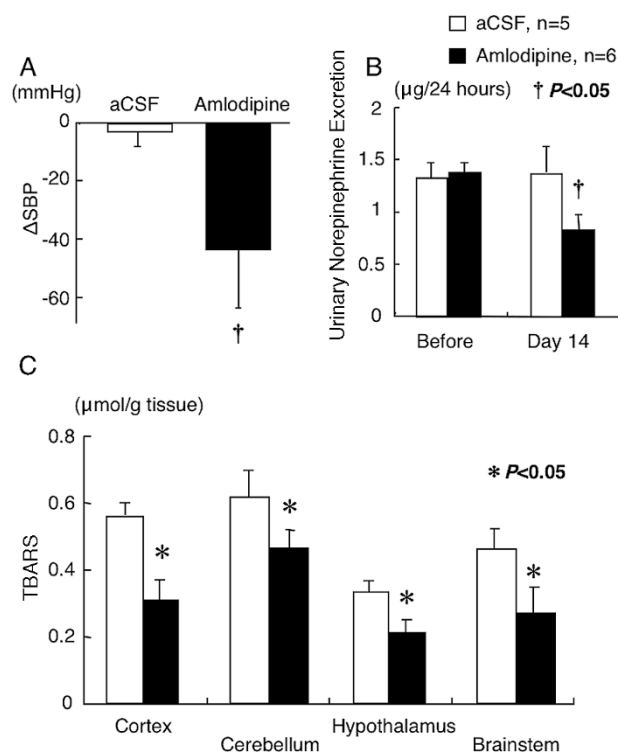 aCSF, n=5
Amlodipine, n=6
A
(mmHg)
aCSF Amlodipine
0
-20
-40
-60
ΔSBP
†
B
(μg/24 hours)
† P<0.05
Urinary Norepinephrine Excretion
2
1.5
1
0.5
0
†
Before Day 14
C
(μmol/g tissue)
* P<0.05
TBARS
0.8
0.6
0.4
0.2
0
* * * *
Cortex Cerebellum Hypothalamus Brainstem